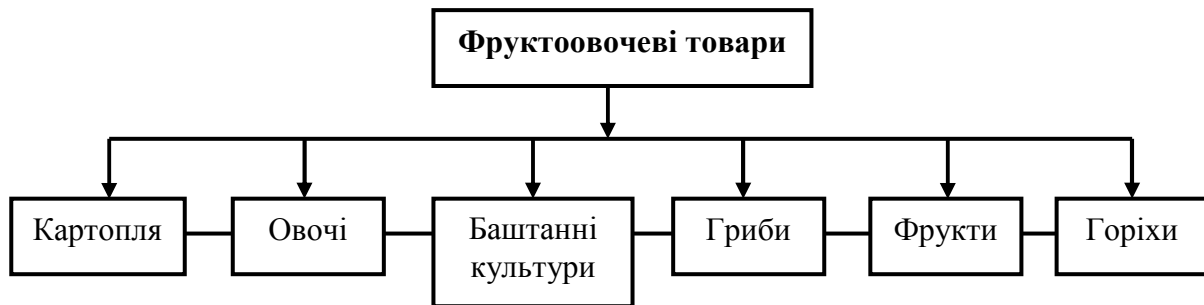 Фруктоовочеві товари
Картопля
Овочі
Баштанні
культури
Гриби
Фрукти
Горіхи